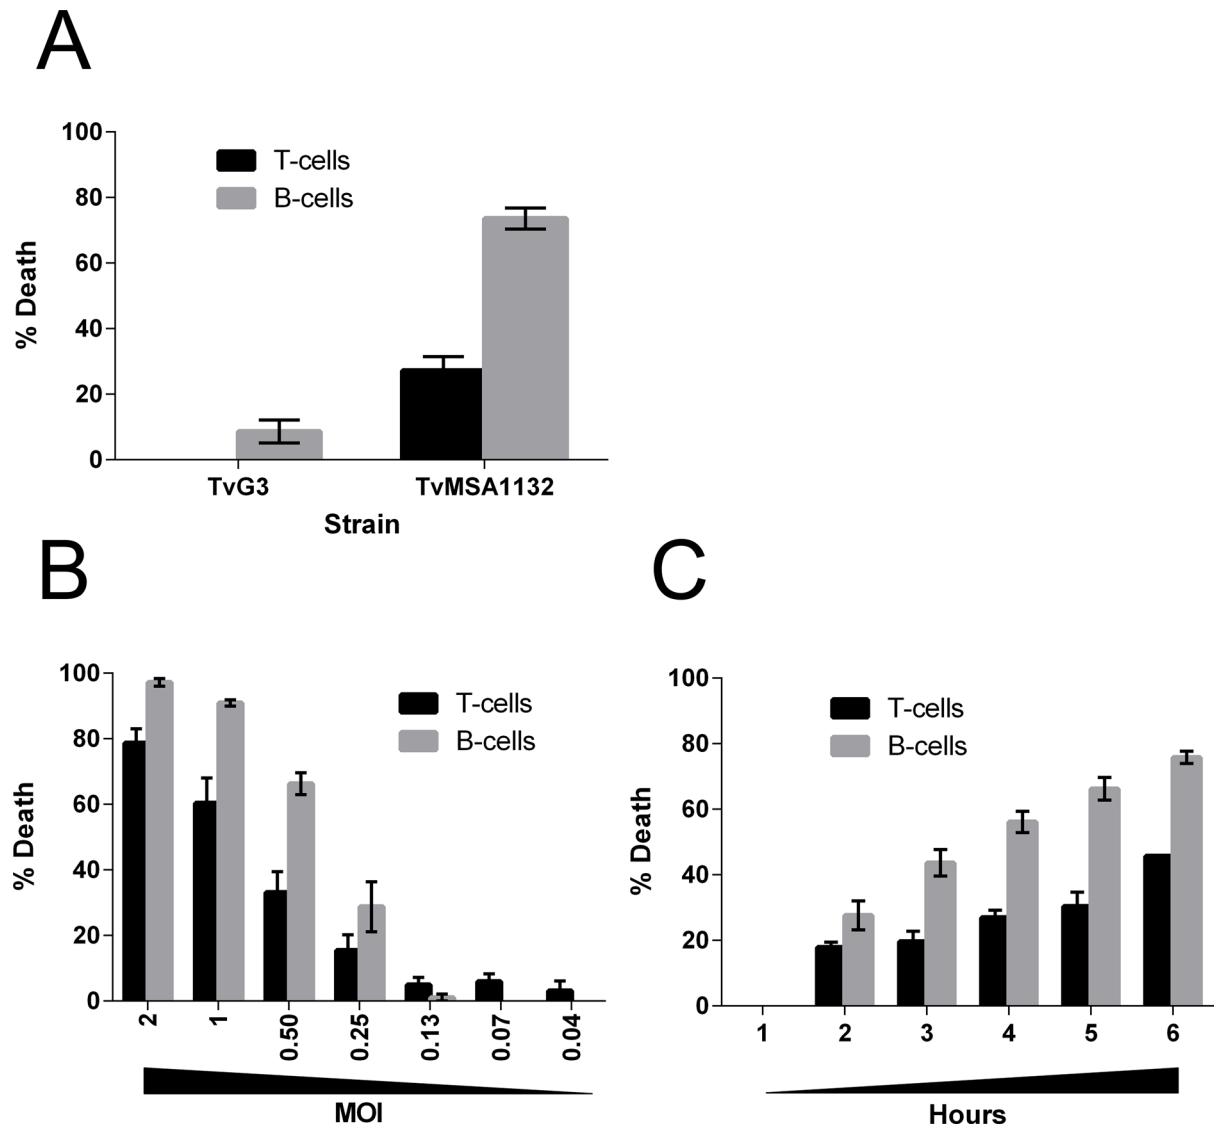 A
100
80
60
40
20
0
% Death
T-cells
B-cells
TvG3 TvMSA1132
Strain
B
100
80
60
40
20
0
% Death
T-cells
B-cells
2 1 0.50 0.25 0.13 0.07 0.04
MOI
C
100
80
60
40
20
0
% Death
T-cells
B-cells
1 2 3 4 5 6
Hours